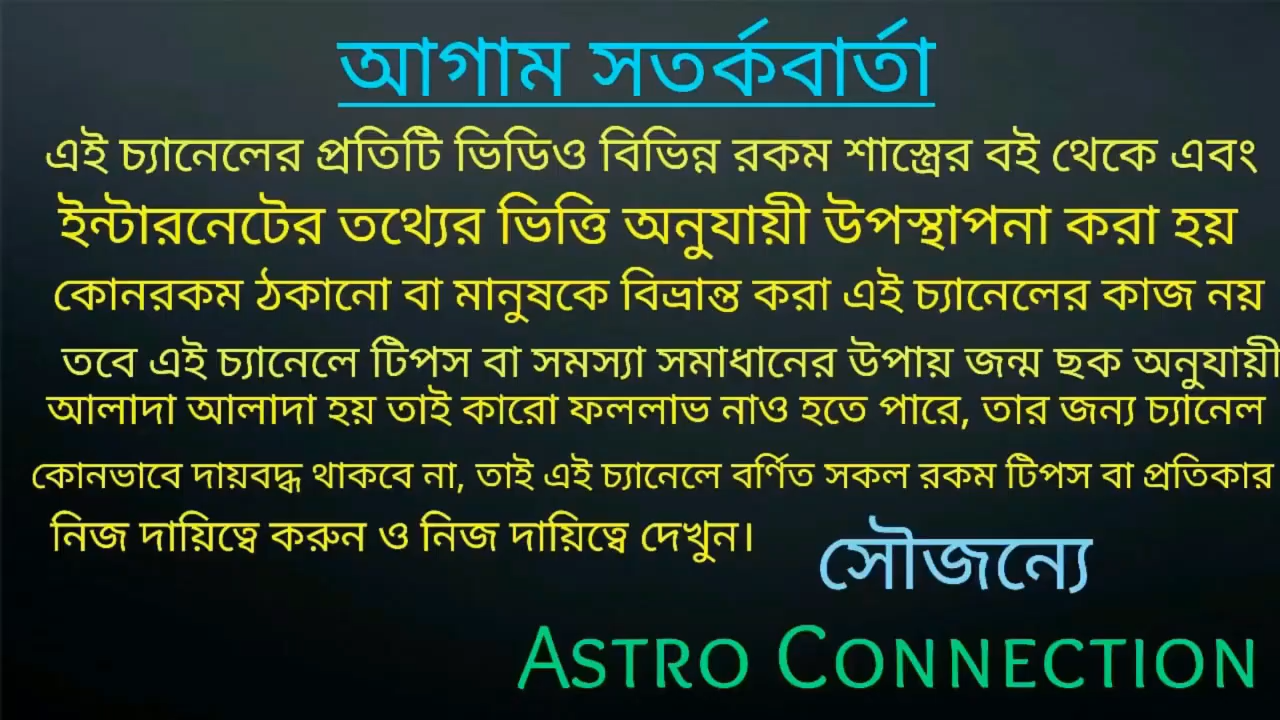 আগাম সতর্কবার্তা
এই চ্যানেলের প্রতিটি ভিডিও বিভিন্ন রকম শাস্ত্রের বই থেকে এবং
ইন্টারনেটের তথ্যের ভিত্তি অনুযায়ী উপস্থাপনা করা হয়
কোনরকম ঠকানো বা মানুষকে বিভ্রান্ত করা এই চ্যানেলের কাজ নয়
তবে এই চ্যানেলে টিপস বা সমস্যা সমাধানের উপায় জন্ম ছক অনুযায়ী
আলাদা আলাদা হয় তাই কারো ফললাভ নাও হতে পারে, তার জন্য চ্যানেল
কোনভাবে দায়বদ্ধ থাকবে না, তাই এই চ্যানেলে বর্ণিত সকল রকম টিপস বা প্রতিকার
নিজ দায়িত্বে করুন ও নিজ দায়িত্বে দেখুন।
সৌজন্যে
ASTRO CONNECTION